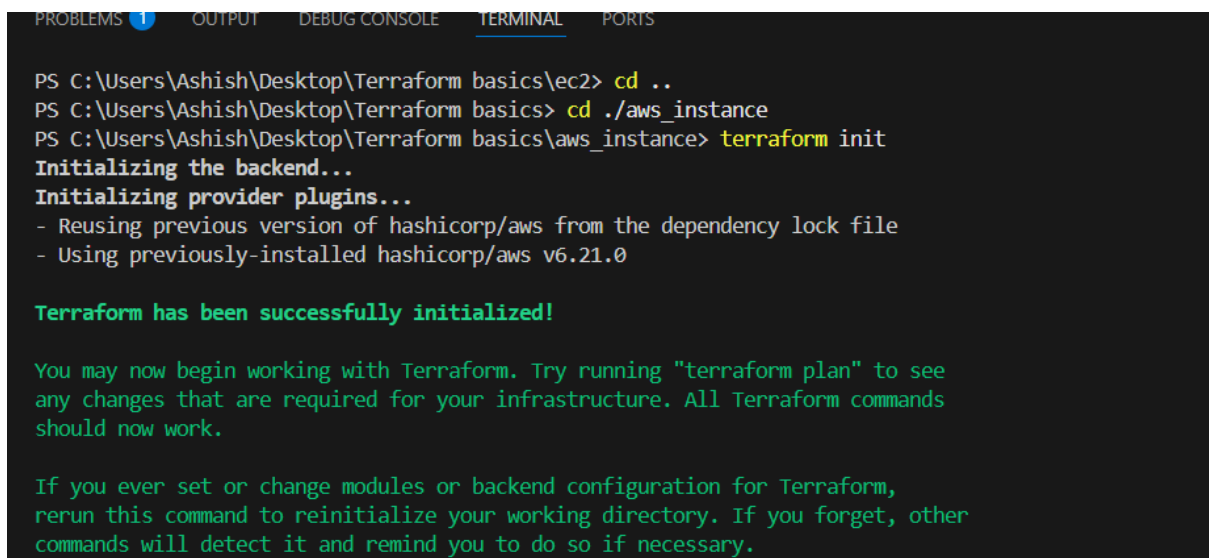 PROBLEMS 1 OUTPUT DEBUG CONSOLE TERMINAL PORTS
PS C:\Users\Ashish\Desktop\Terraform basics\ec2> cd ..
PS C:\Users\Ashish\Desktop\Terraform basics> cd ./aws_instance
PS C:\Users\Ashish\Desktop\Terraform basics\aws_instance> terraform init
Initializing the backend...
Initializing provider plugins...
- Reusing previous version of hashicorp/aws from the dependency lock file
- Using previously-installed hashicorp/aws v6.21.0
Terraform has been successfully initialized!
You may now begin working with Terraform. Try running "terraform plan" to see
any changes that are required for your infrastructure. All Terraform commands
should now work.
If you ever set or change modules or backend configuration for Terraform,
rerun this command to reinitialize your working directory. If you forget, other
commands will detect it and remind you to do so if necessary.